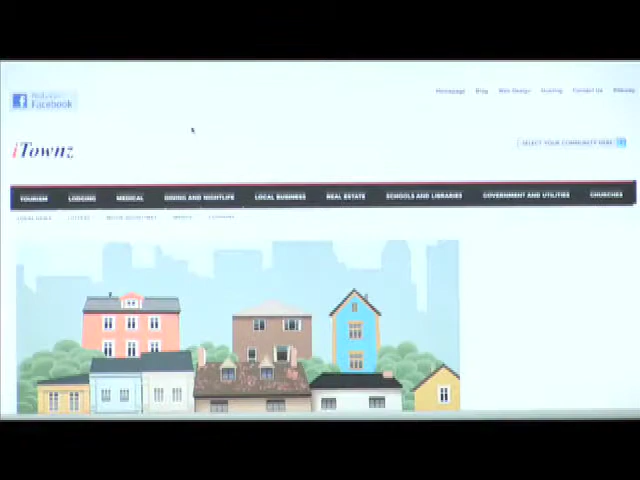 Facebook
Homepage Blog Web Design Hosting Contact Us Sitemap
iTownz
SELECT YOUR COMMUNITY HERE
TOURISM LODGING MEDICAL DINING AND NIGHTLIFE LOCAL BUSINESS REAL ESTATE SCHOOLS AND LIBRARIES GOVERNMENT AND UTILITIES CHURCHES